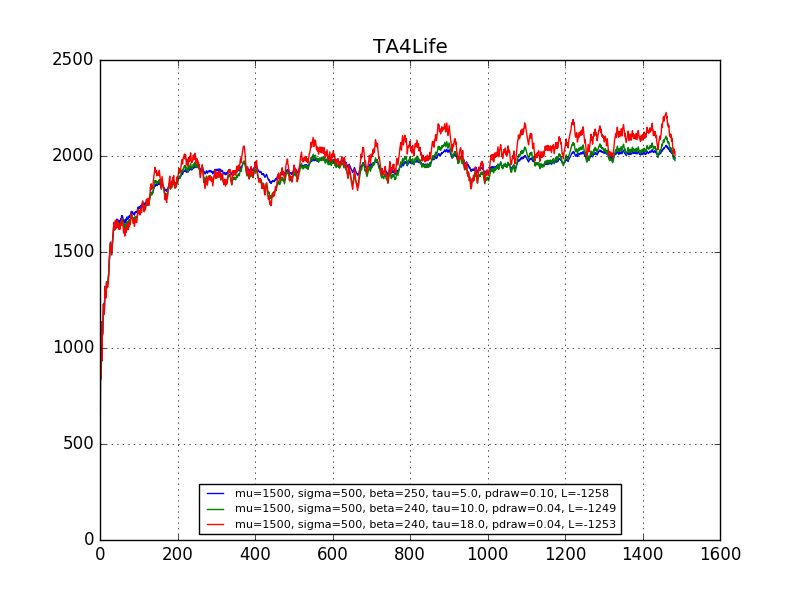 TA4Life
2500
2000
1500
1000
500
0
mu=1500, sigma=500, beta=250, tau=5.0, pdraw=0.10, L=-1258
mu=1500, sigma=500, beta=240, tau=10.0, pdraw=0.04, L=-1249
mu=1500, sigma=500, beta=240, tau=18.0, pdraw=0.04, L=-1253
0 200 400 600 800 1000 1200 1400 1600